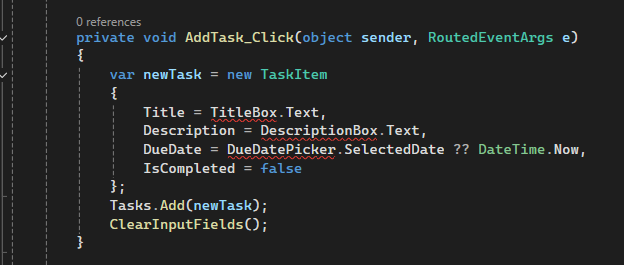 0 references
private void AddTask_Click(object sender, RoutedEventArgs e)
{
var newTask = new TaskItem
{
Title = TitleBox.Text,
Description = DescriptionBox.Text,
DueDate = DueDatePicker.SelectedDate ?? DateTime.Now,
IsCompleted = false
};
Tasks.Add(newTask);
ClearInputFields();
}